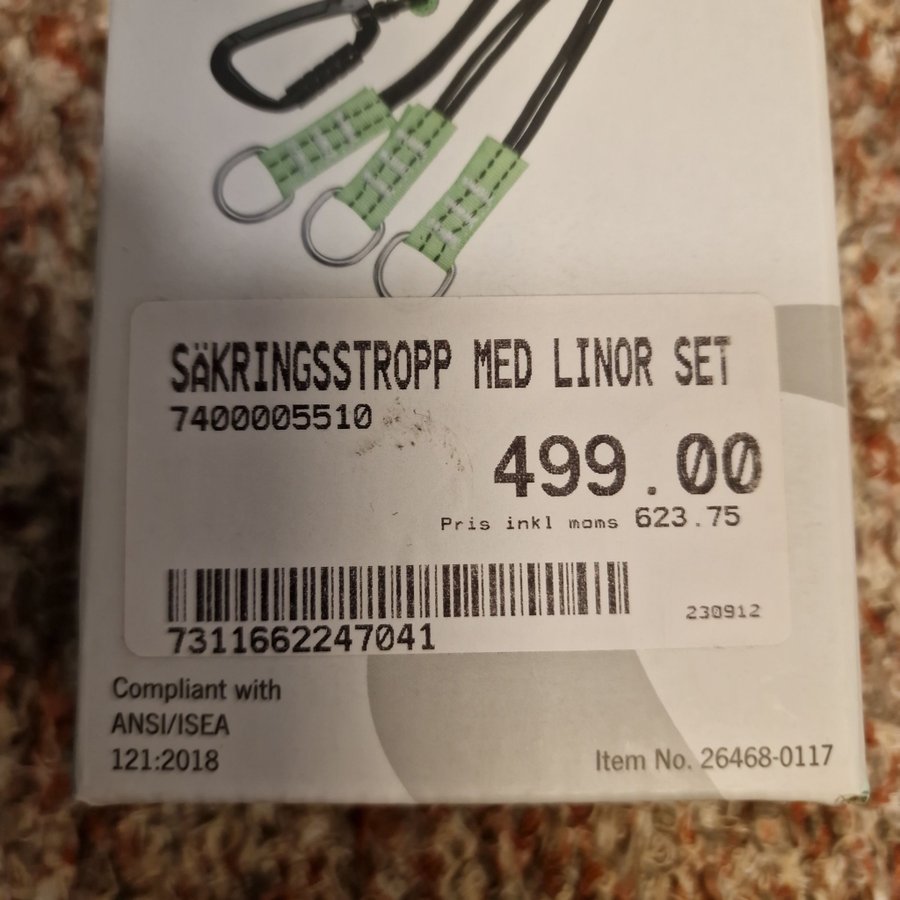 SÄKRINGSSTROPP MED LINOR SET
7400005510
499.00
Pris inkl moms 623.75
230912
7311662247041
Compliant with
ANSI/ISEA
121:2018
Item No. 26468-0117